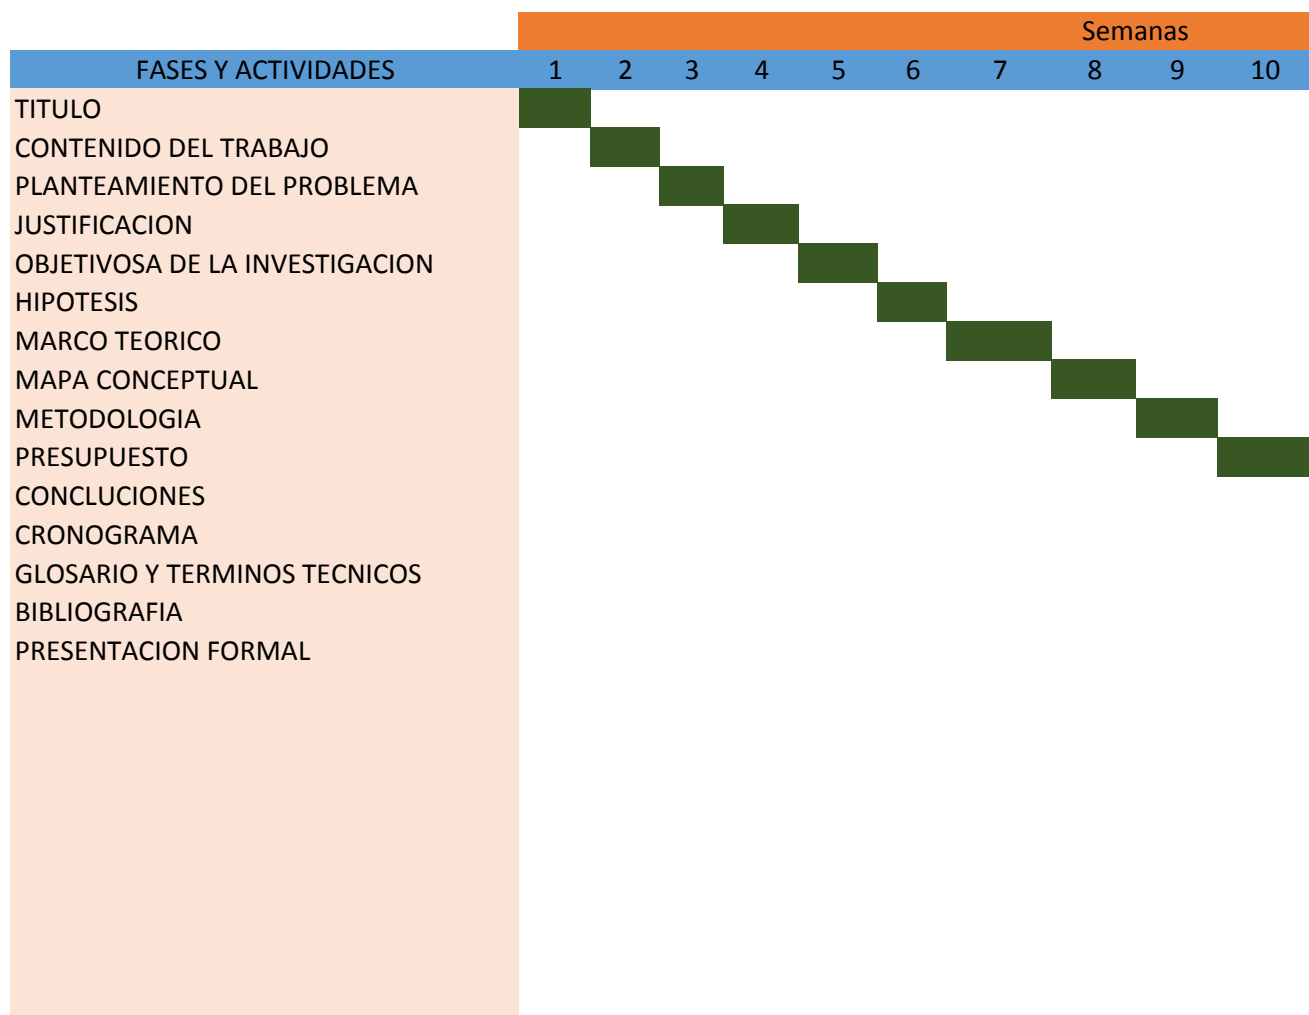 Semanas
FASES Y ACTIVIDADES 1 2 3 4 5 6 7 8 9 10
TITULO
CONTENIDO DEL TRABAJO
PLANTEAMIENTO DEL PROBLEMA
JUSTIFICACION
OBJETIVOSA DE LA INVESTIGACION
HIPOTESIS
MARCO TEORICO
MAPA CONCEPTUAL
METODOLOGIA
PRESUPUESTO
CONCLUCIONES
CRONOGRAMA
GLOSARIO Y TERMINOS TECNICOS
BIBLIOGRAFIA
PRESENTACION FORMAL